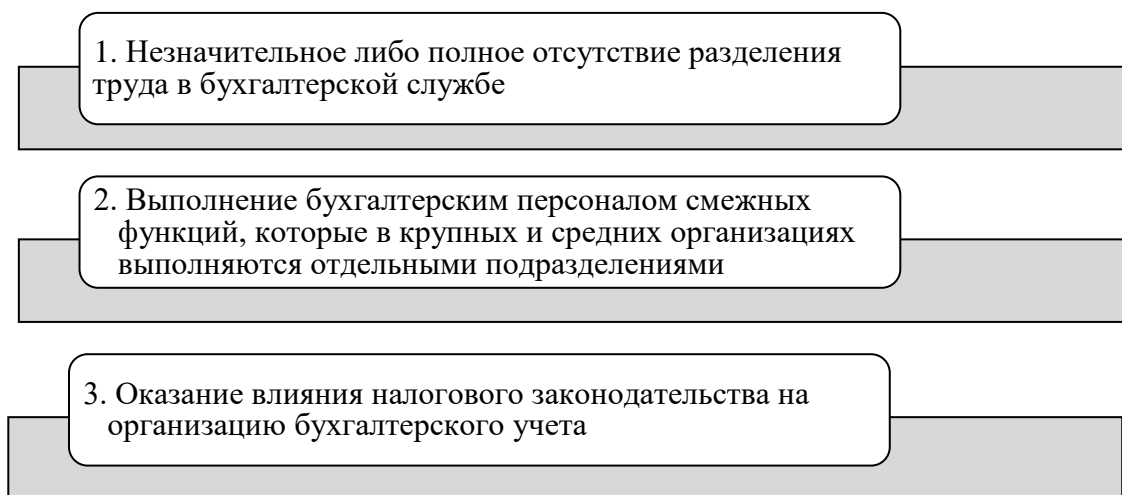 1. Незначительное либо полное отсутствие разделения
труда в бухгалтерской службе
2. Выполнение бухгалтерским персоналом смежных
функций, которые в крупных и средних организациях
выполняются отдельными подразделениями
3. Оказание влияния налогового законодательства на
организацию бухгалтерского учета